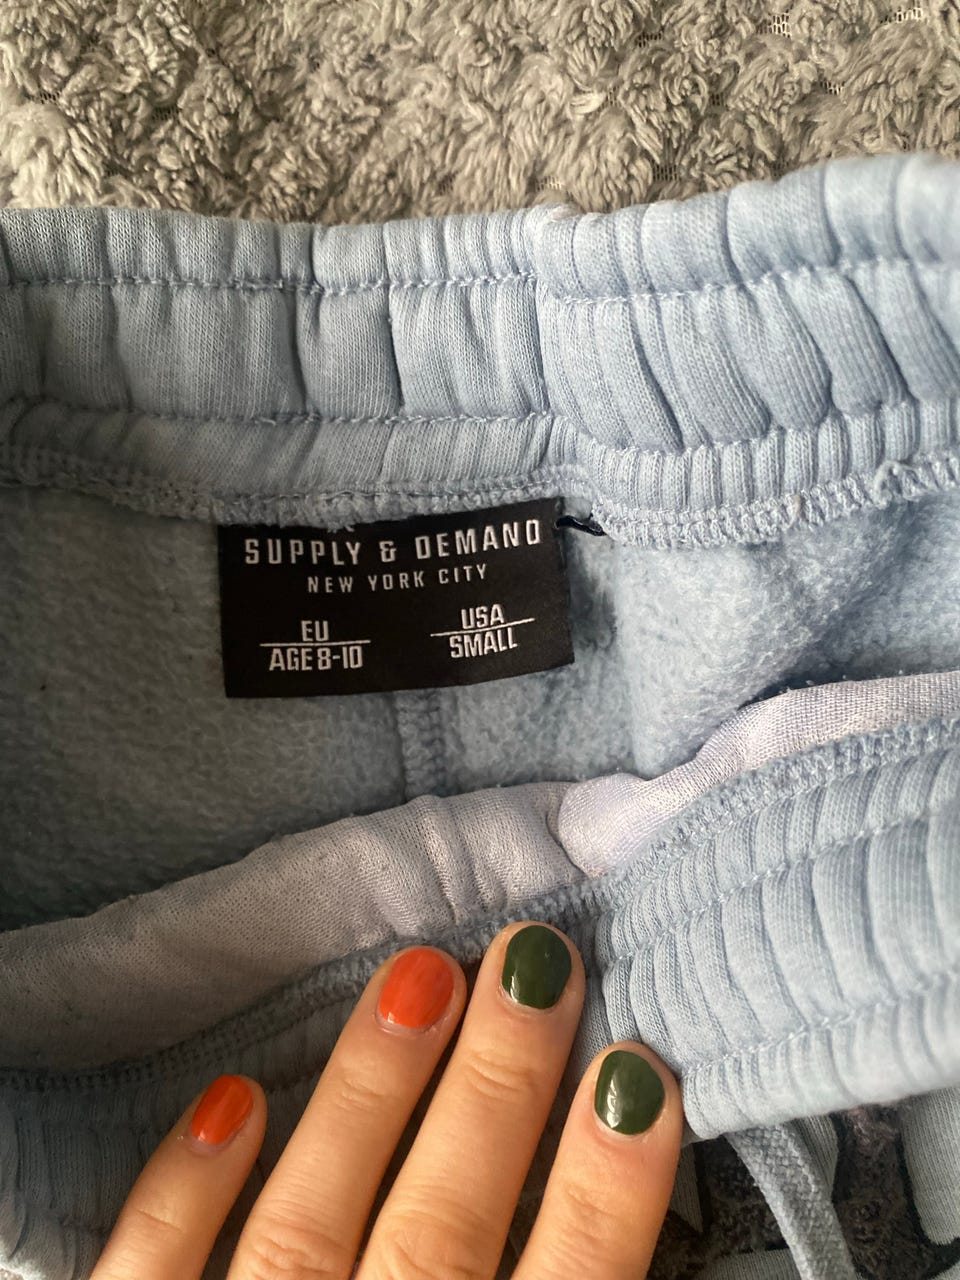 SUPPLY & DEMAND
NEW YORK CITY
EU
AGE 8-10
USA
SMALL